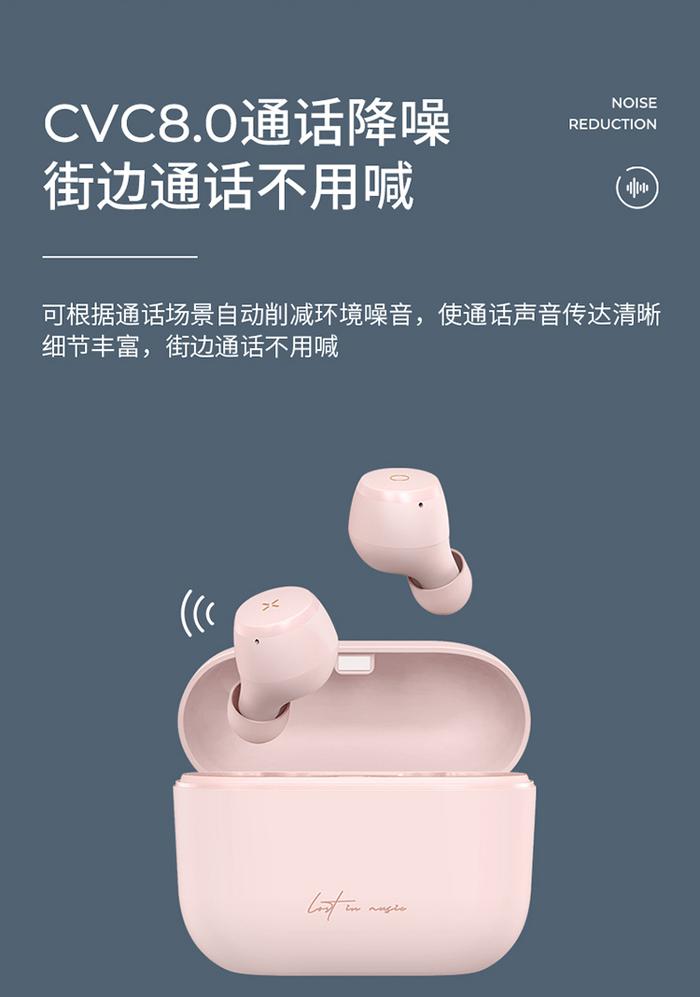 CVC8.0通话降噪
街边通话不用喊
NOISE
REDUCTION
可根据通话场景自动削减环境噪音，使通话声音传达清晰
细节丰富，街边通话不用喊
Lost in music